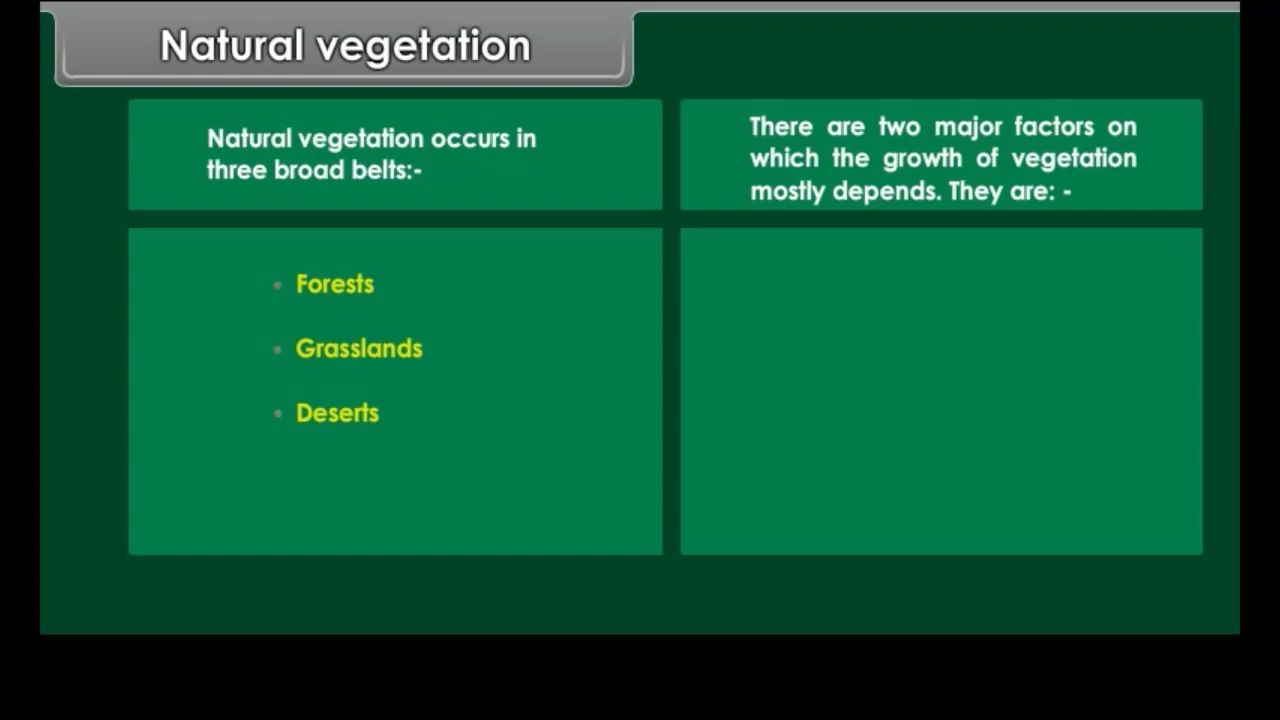 Natural vegetation
Natural vegetation occurs in
three broad belts:-
There are two major factors on
which the growth of vegetation
mostly depends. They are: -
• Forests
• Grasslands
• Deserts